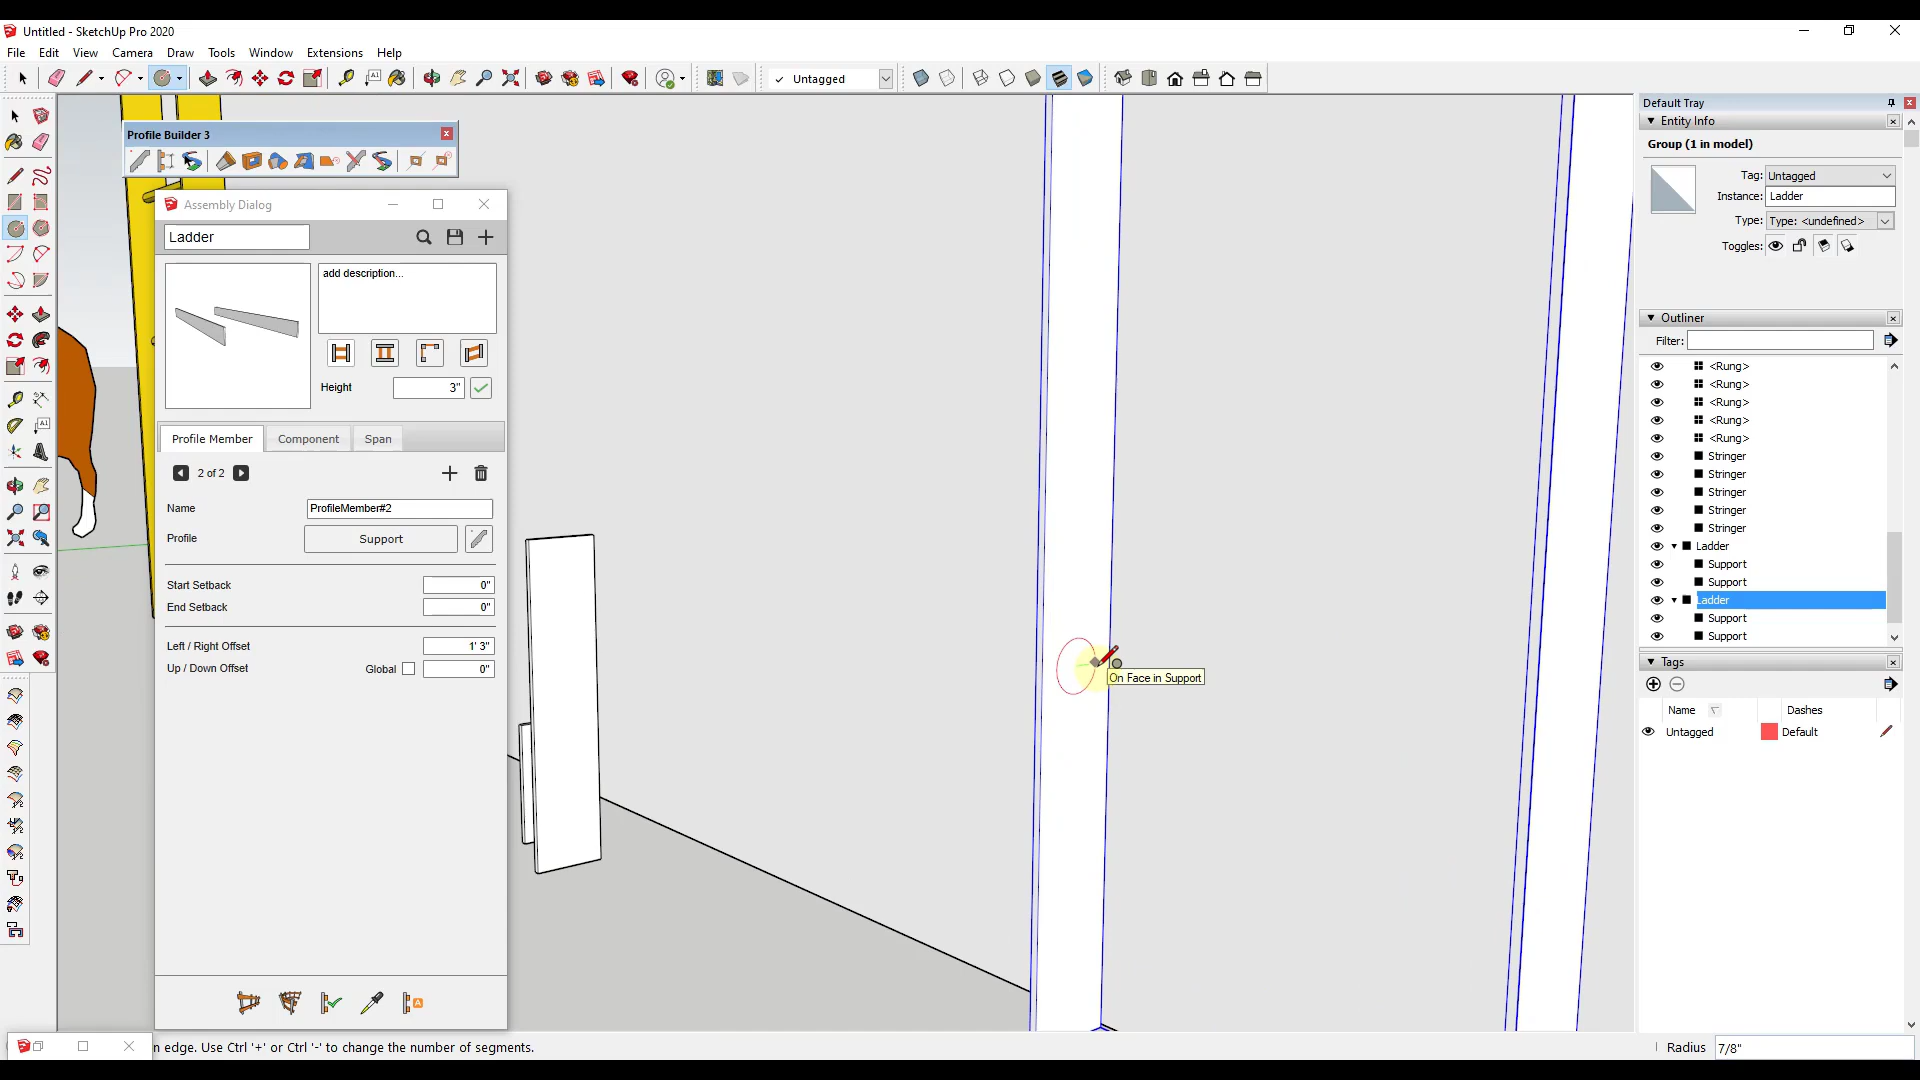 Untitled - SketchUp Pro 2020
File Edit View Camera Draw Tools Window Extensions Help
Untagged
Default Tray
Entity Info
Group (1 in model)
Tag: Untagged
Instance: Ladder
Type: Type: <undefined>
Toggles:
Profile Builder 3
Assembly Dialog
Ladder
add description...
Height 3"
Profile Member Component Span
2 of 2
Name ProfileMember#2
Profile Support
Start Setback 0"
End Setback 0"
Left / Right Offset 1' 3"
Up / Down Offset Global 0"
On Face in Support
Outliner
Filter:
<Rung>
<Rung>
<Rung>
<Rung>
<Rung>
Stringer
Stringer
Stringer
Stringer
Stringer
Ladder
Support
Support
Ladder
Support
Support
Tags
Name Dashes
Untagged Default
n edge. Use Ctrl '+' or Ctrl '-' to change the number of segments.
Radius 7/8"